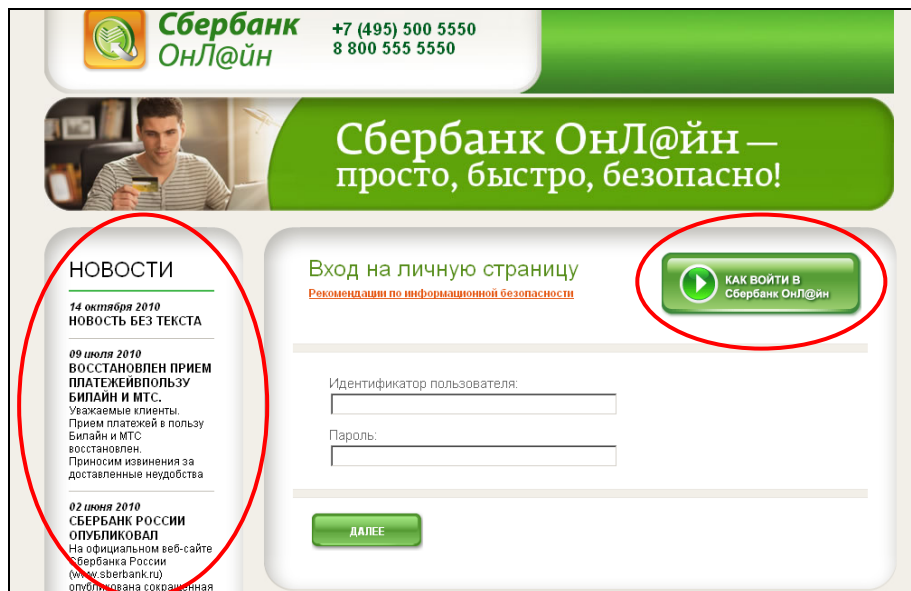 Сбербанк
ОнЛ@йн
+7 (495) 500 5550
8 800 555 5550
Сбербанк ОнЛ@йн —
просто, быстро, безопасно!
НОВОСТИ
14 октября 2010
НОВОСТЬ БЕЗ ТЕКСТА
09 июля 2010
ВОССТАНОВЛЕН ПРИЕМ
ПЛАТЕЖЕЙВПОЛЬЗУ
БИЛАЙН И МТС.
Уважаемые клиенты.
Прием платежей в пользу
Билайн и МТС
восстановлен.
Приносим извинения за
доставленные неудобства
02 июня 2010
СБЕРБАНК РОССИИ
ОПУБЛИКОВАЛ
На официальном веб-сайте
Сбербанка России
(www.sberbank.ru)
опубликована сокращенная
Вход на личную страницу
Рекомендации по информационной безопасности
КАК ВОЙТИ В
Сбербанк ОнЛ@йн
Идентификатор пользователя:
Пароль:
ДАЛЕЕ